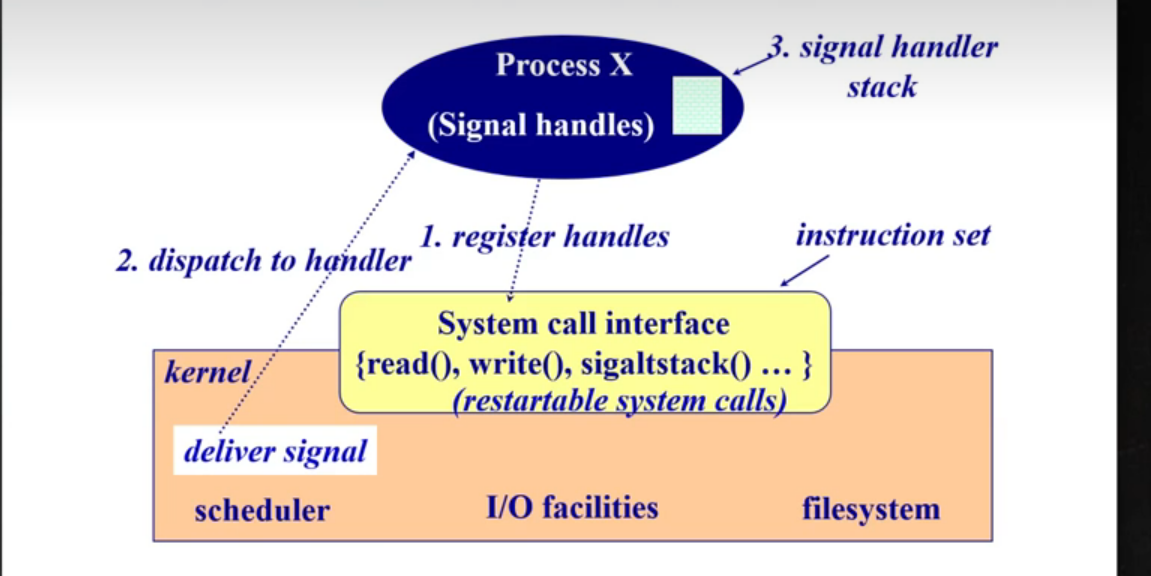 Process X
(Signal handles)
3. signal handler
stack
1. register handles
instruction set
2. dispatch to handler
System call interface
{read(), write(), sigaltstack() … }
(restartable system calls)
kernel
deliver signal
scheduler
I/O facilities
filesystem